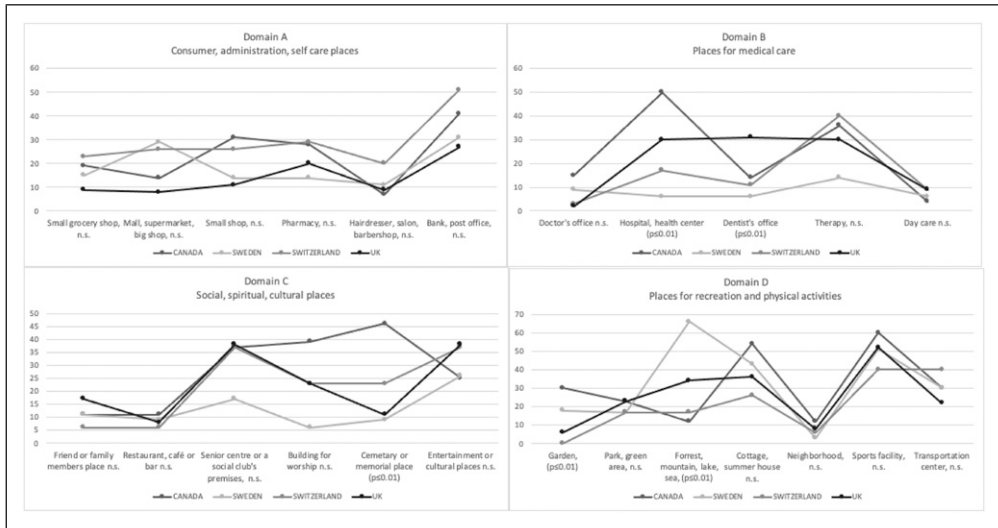 Domain A
Consumer, administration, self care places
60
50
40
30
20
10
0
Small grocery shop, Mall, supermarket, Small shop, n.s. Pharmacy, n.s. Hairdresser, salon, Bank, post office,
n.s. big shop, n.s. barbershop, n.s. n.s.
CANADA SWEDEN SWITZERLAND UK
Domain B
Places for medical care
60
50
40
30
20
10
0
Doctor's office n.s. Hospital, health center Dentist's office Therapy, n.s. Day care n.s.
(p≤0.01) (p≤0.01)
CANADA SWEDEN SWITZERLAND UK
Domain C
Social, spiritual, cultural places
50
45
40
35
30
25
20
15
10
5
0
Friend or family Restaurant, café or Senior centre or a Building for Cemetary or Entertainment or
members place n.s. bar n.s. social club's worship n.s. memorial place cultural places n.s.
premises, n.s. (p≤0.01)
CANADA SWEDEN SWITZERLAND UK
Domain D
Places for recreation and physical activities
70
60
50
40
30
20
10
0
Garden, Park, green Forrest, Cottage, Neighborhood, Sports facility, Transportation
(p≤0.01) area, n.s. mountain, lake, summer house n.s. n.s. center, n.s.
sea, (p≤0.01) n.s.
CANADA SWEDEN SWITZERLAND UK